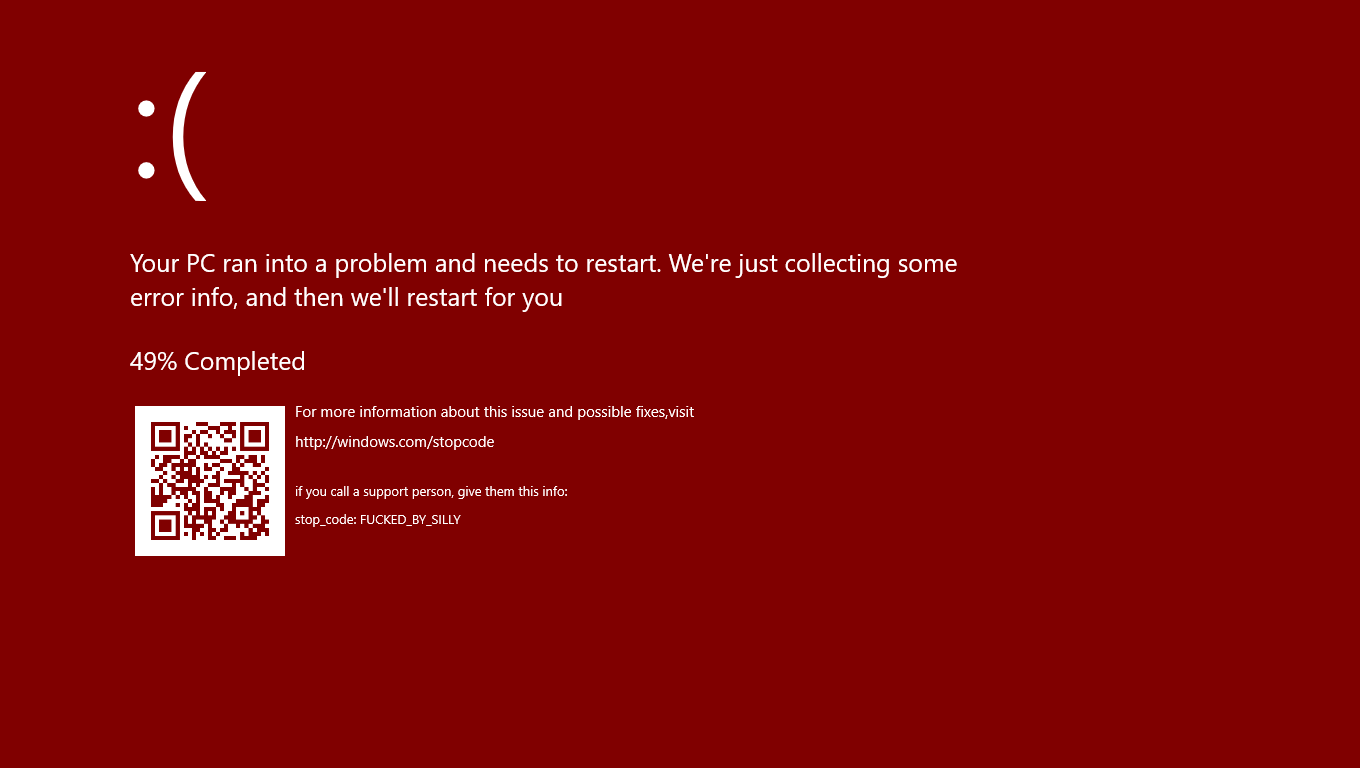 :(
Your PC ran into a problem and needs to restart. We're just collecting some
error info, and then we'll restart for you
49% Completed
For more information about this issue and possible fixes,visit
http://windows.com/stopcode
if you call a support person, give them this info:
stop_code: FUCKED_BY_SILLY